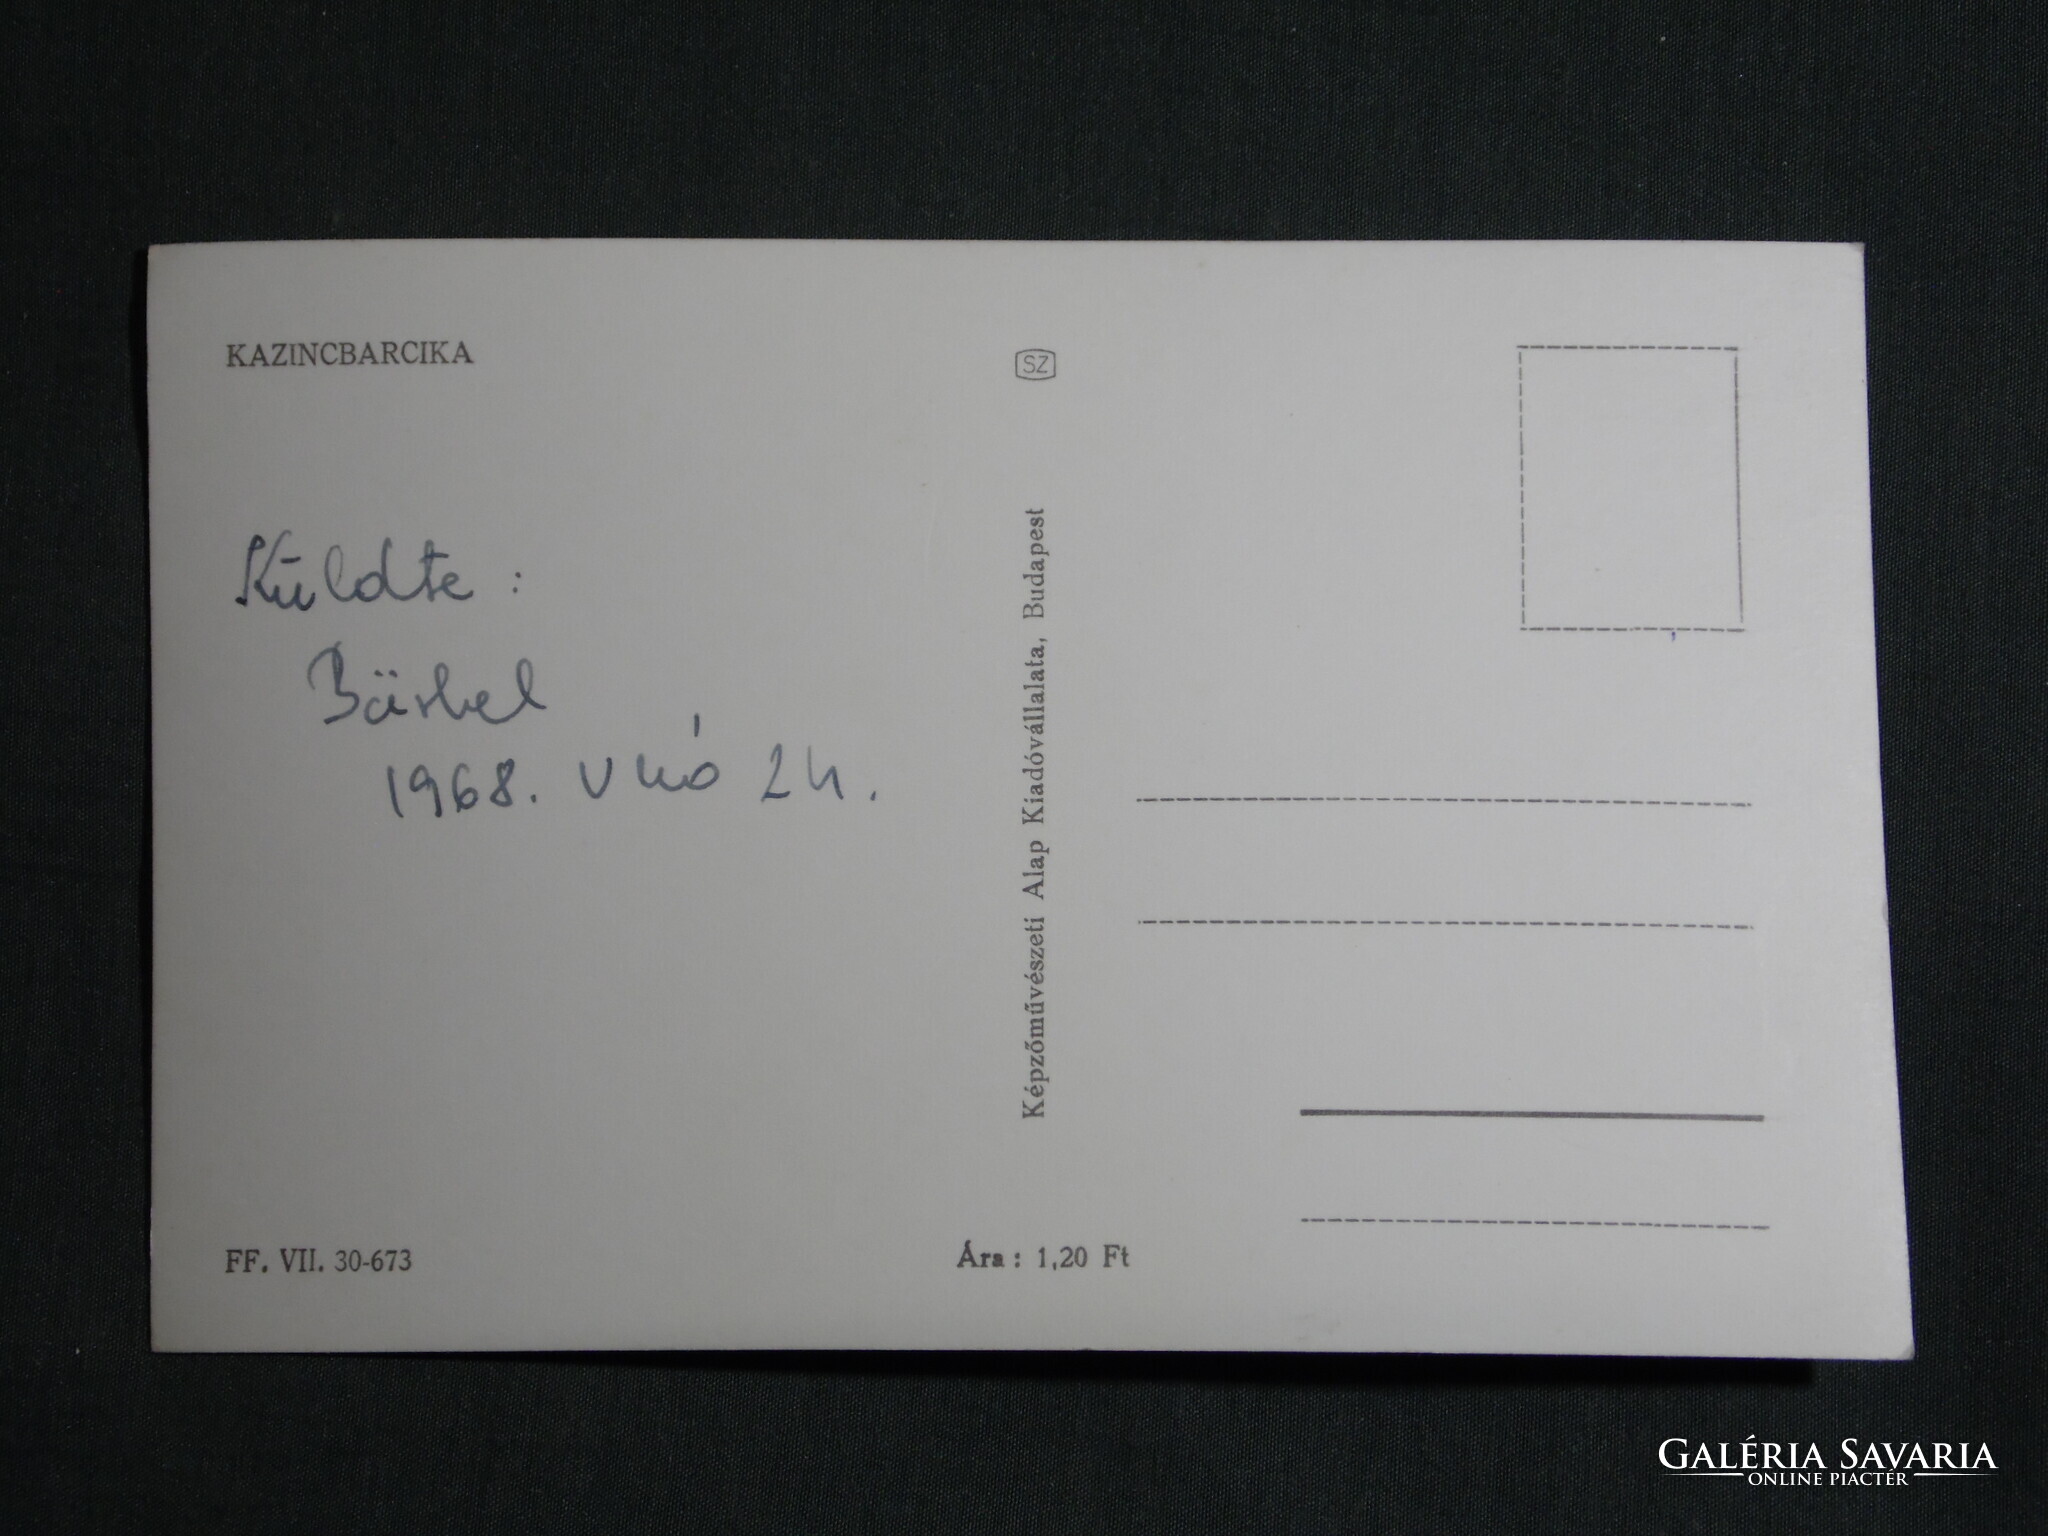 KAZINCBARCIKA
SZ
Küldte :
Bärbel
1968. V hó 24.
Képzőművészeti Alap Kiadóvállalata, Budapest
FF. VII. 30-673
Ára : 1,20 Ft
GALÉRIA SAVARIA
ONLINE PIACTÉR